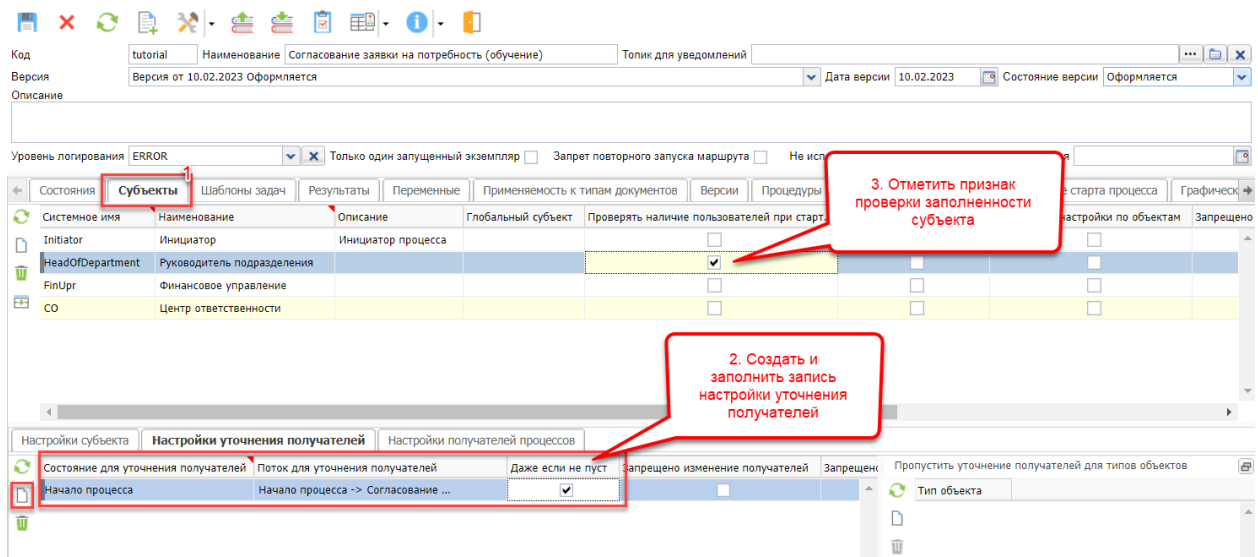 Код tutorial Наименование Согласование заявки на потребность (обучение) Топик для уведомлений
Версия Версия от 10.02.2023 Оформляется Дата версии 10.02.2023 Состояние версии Оформляется
Описание
Уровень логирования ERROR Только один запущенный экземпляр Запрет повторного запуска маршрута Не исп
1
Состояния Субъекты Шаблоны задач Результаты Переменные Применяемость к типам документов Версии Процедуры е старта процесса Графическ
3. Отметить признак
проверки заполненности
субъекта
Системное имя Наименование Описание Глобальный субъект Проверять наличие пользователей при старт настройки по объектам Запрещено
Initiator Инициатор Инициатор процесса
HeadOfDepartment Руководитель подразделения
FinUpr Финансовое управление
CO Центр ответственности
2. Создать и
заполнить запись
настройки уточнения
получателей
Настройки субъекта Настройки уточнения получателей Настройки получателей процессов
Состояние для уточнения получателей Поток для уточнения получателей Даже если не пуст Запрещено изменение получателей Запрещено Пропустить уточнение получателей для типов объектов
Тип объекта
Начало процесса Начало процесса -> Согласование ...